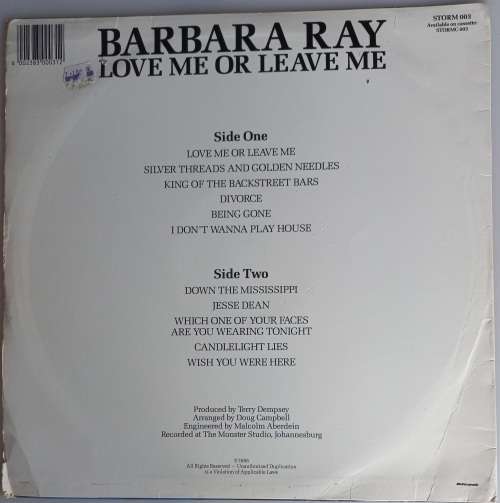 STORM 003
Available on cassette
STORMC 003
BARBARA RAY
LOVE ME OR LEAVE ME
Side One
LOVE ME OR LEAVE ME
SILVER THREADS AND GOLDEN NEEDLES
KING OF THE BACKSTREET BARS
DIVORCE
BEING GONE
I DON'T WANNA PLAY HOUSE
Side Two
DOWN THE MISSISSIPPI
JESSE DEAN
WHICH ONE OF YOUR FACES
ARE YOU WEARING TONIGHT
CANDLELIGHT LIES
WISH YOU WERE HERE
Produced by Terry Dempsey
Arranged by Doug Campbell
Engineered by Malcolm Aberdein
Recorded at The Monster Studio, Johannesburg
All Rights Reserved — Unauthorised Duplication
is a Violation of Applicable Laws